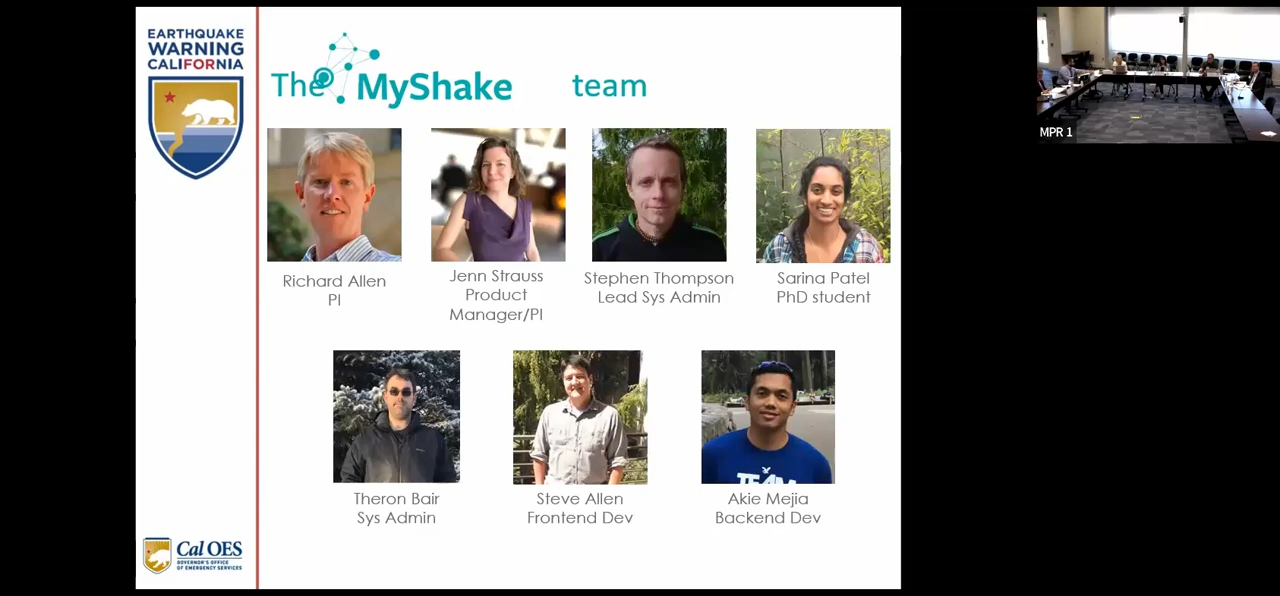 EARTHQUAKE
WARNING
CALIFORNIA
The MyShake team
Richard Allen
PI
Jenn Strauss
Product
Manager/PI
Stephen Thompson
Lead Sys Admin
Sarina Patel
PhD student
Theron Bair
Sys Admin
Steve Allen
Frontend Dev
TEAM
Akie Mejia
Backend Dev
Cal OES
GOVERNOR'S OFFICE
OF EMERGENCY SERVICES
MPR 1